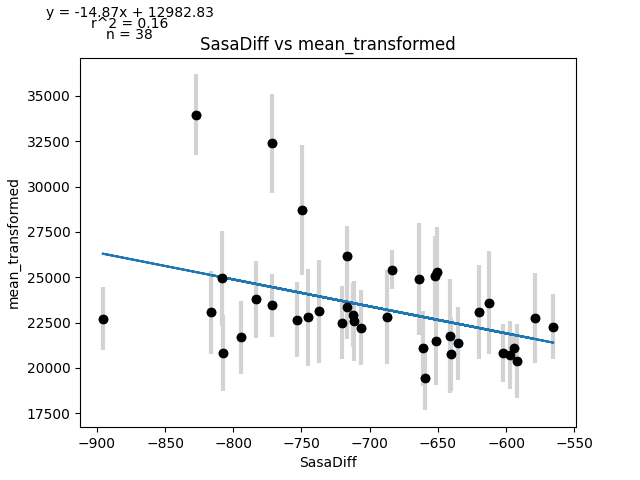 y = -14.87x + 12982.83
r^2 = 0.16
n = 38
SasaDiff vs mean_transformed
mean_transformed
35000
32500
30000
27500
25000
22500
20000
17500
−900 −850 −800 −750 −700 −650 −600 −550
SasaDiff